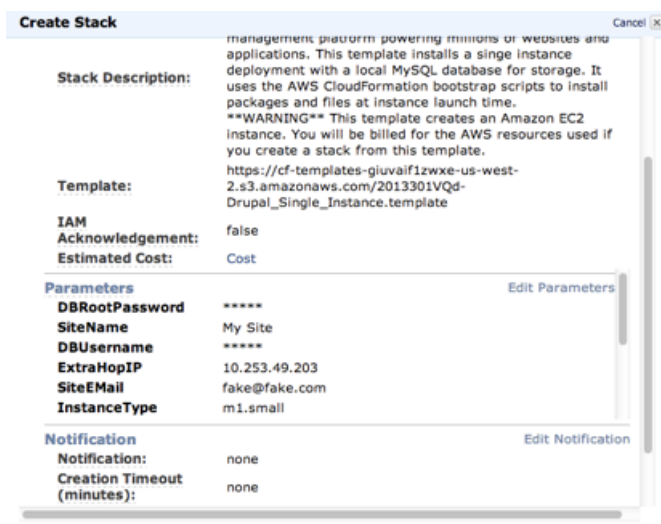 Create Stack Cancel x
management platform powering millions of websites and
applications. This template installs a singe instance
Stack Description: deployment with a local MySQL database for storage. It
uses the AWS CloudFormation bootstrap scripts to install
packages and files at instance launch time.
**WARNING** This template creates an Amazon EC2
instance. You will be billed for the AWS resources used if
you create a stack from this template.
https://cf-templates-giuvaif1zwxe-us-west-
Template: 2.s3.amazonaws.com/2013301VQd-
Drupal_Single_Instance.template
IAM
Acknowledgement: false
Estimated Cost: Cost
Parameters Edit Parameters
DBRootPassword *****
SiteName My Site
DBUsername *****
ExtraHopIP 10.253.49.203
SiteEMail fake@fake.com
InstanceType m1.small
Notification Edit Notification
Notification: none
Creation Timeout
(minutes): none